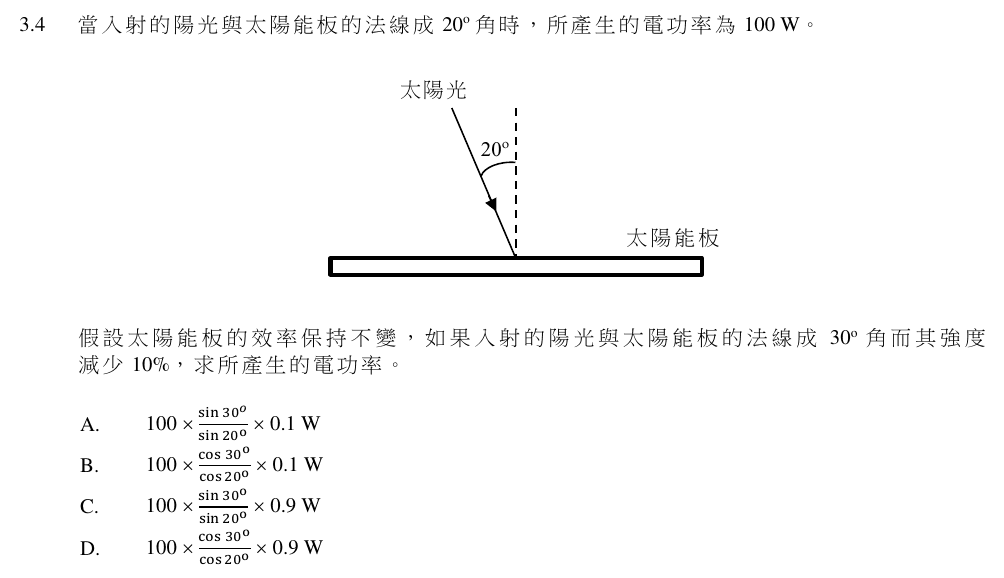 3.4 當入射的陽光與太陽能板的法線成 20º 角時，所產生的電功率為 100 W。
太陽光
20º
太陽能板
假設太陽能板的效率保持不變，如果入射的陽光與太陽能板的法線成 30º 角而其強度
減少 10%，求所產生的電功率。
A. 100 × sin 30º / sin 20º × 0.1 W
B. 100 × cos 30º / cos 20º × 0.1 W
C. 100 × sin 30º / sin 20º × 0.9 W
D. 100 × cos 30º / cos 20º × 0.9 W